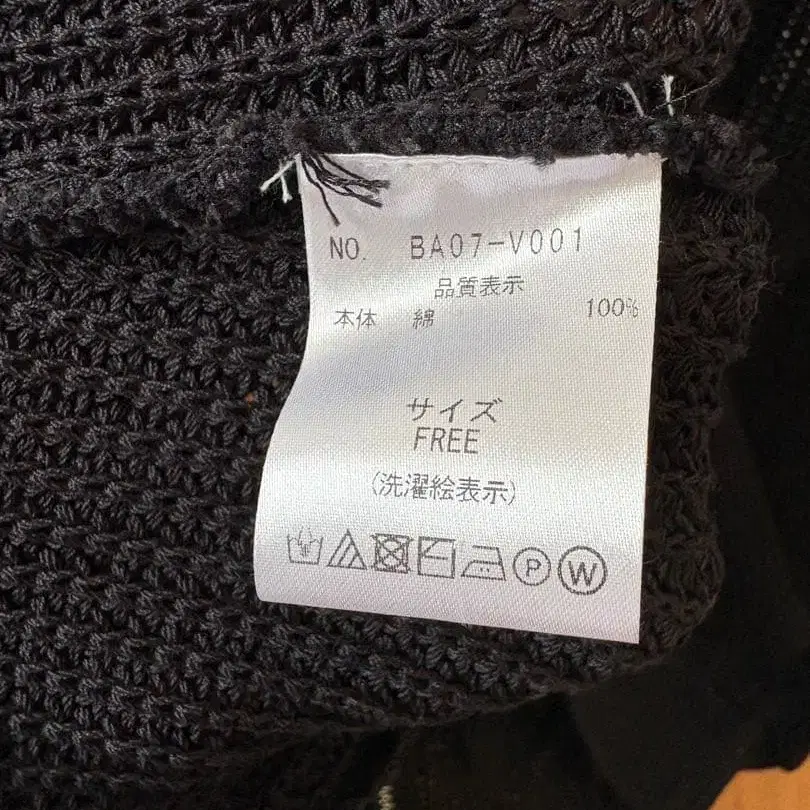 NO. BA07-V001
品質表示
本体 綿 100%
サイズ
FREE
(洗濯絵表示)
P W